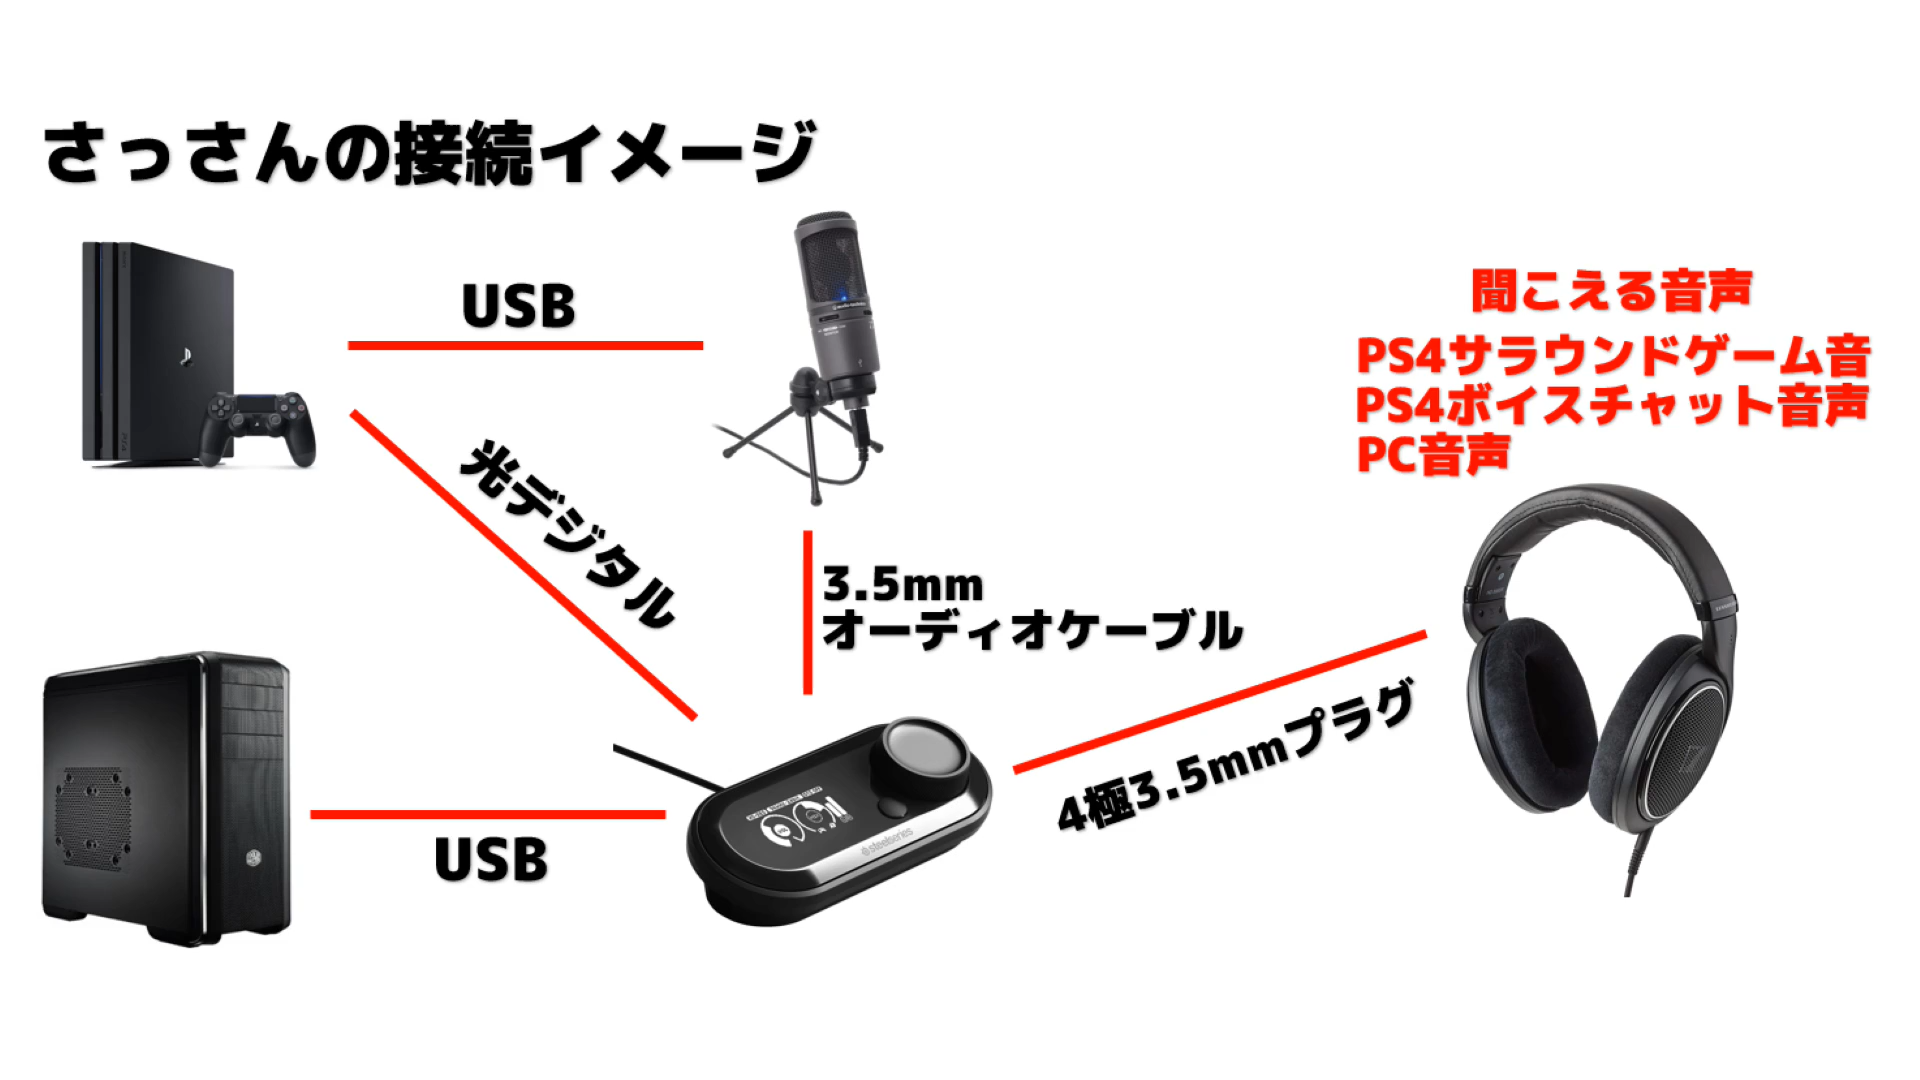 さっさんの接続イメージ
USB
聞こえる音声
PS4サラウンドゲーム音
PS4ボイスチャット音声
PC音声
光デジタル
3.5mm
オーディオケーブル
4極3.5mmプラグ
USB
steelseries